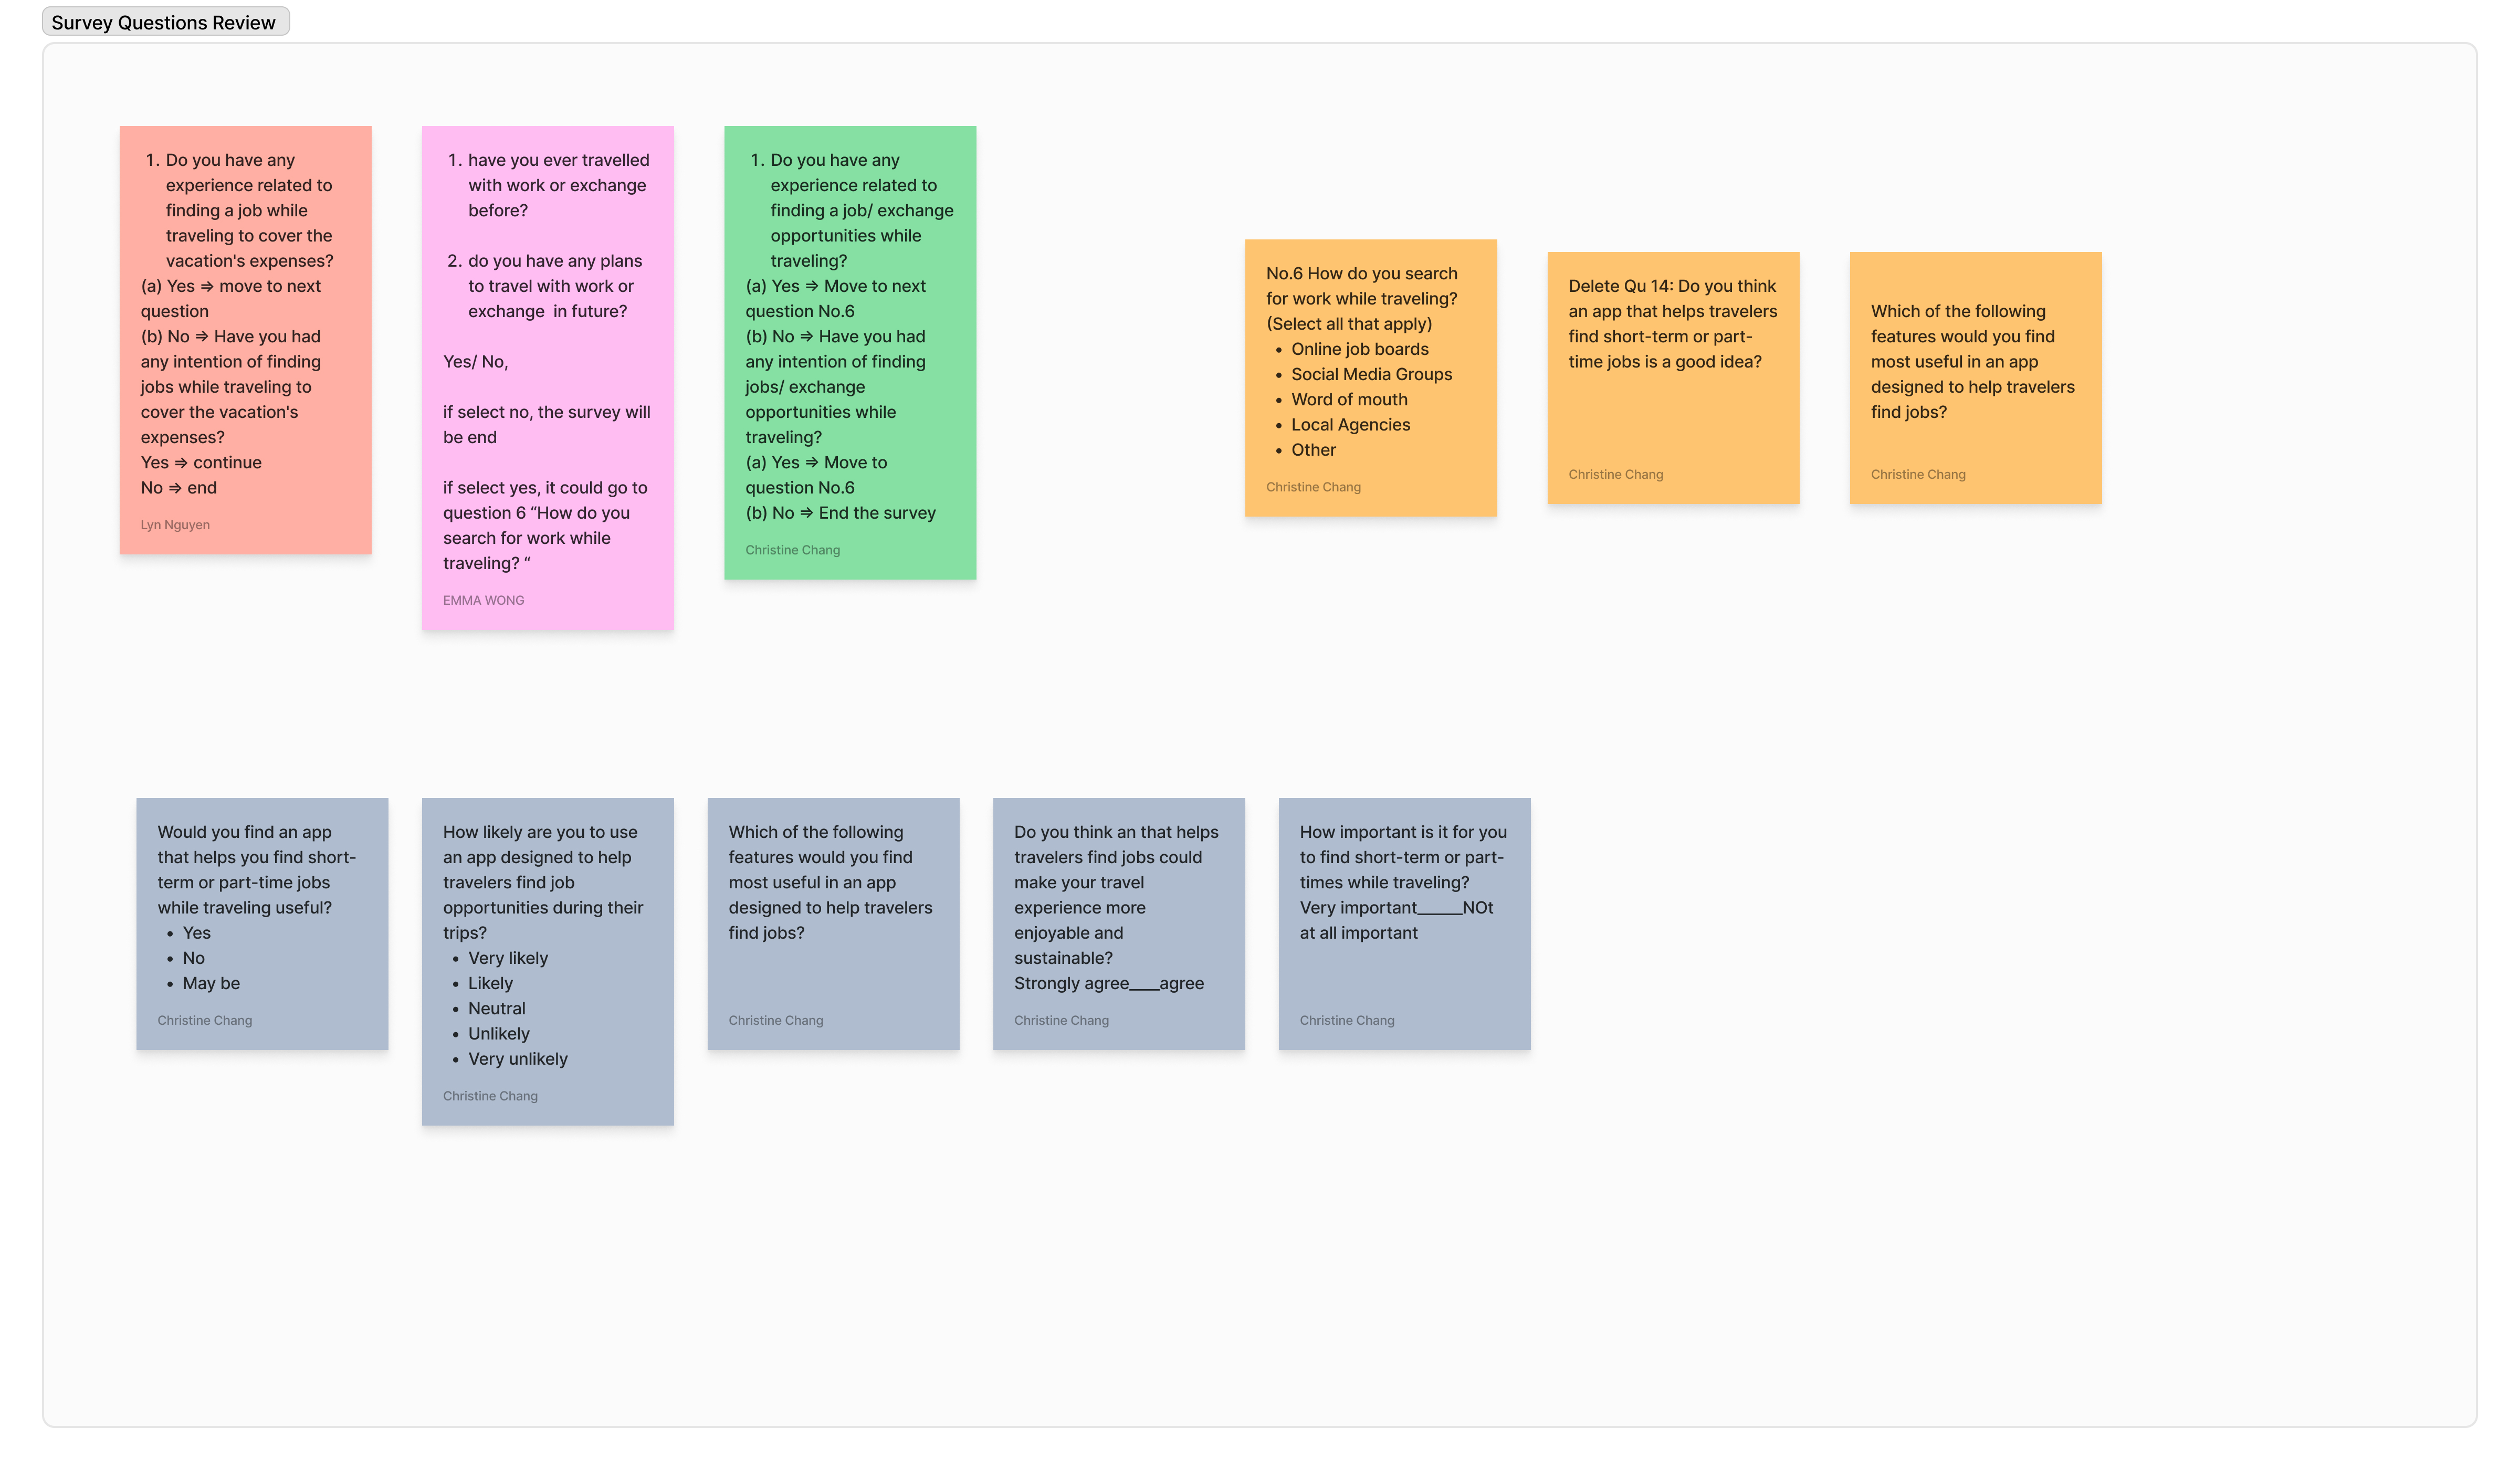 Survey Questions Review
1. Do you have any
experience related to
finding a job while
traveling to cover the
vacation's expenses?
(a) Yes => move to next
question
(b) No => Have you had
any intention of finding
jobs while traveling to
cover the vacation's
expenses?
Yes => continue
No => end
Lyn Nguyen
1. have you ever travelled
with work or exchange
before?
2. do you have any plans
to travel with work or
exchange  in future?
Yes/ No,
if select no, the survey will
be end
if select yes, it could go to
question 6 “How do you
search for work while
traveling? “
EMMA WONG
1. Do you have any
experience related to
finding a job/ exchange
opportunities while
traveling?
(a) Yes => Move to next
question No.6
(b) No => Have you had
any intention of finding
jobs/ exchange
opportunities while
traveling?
(a) Yes => Move to
question No.6
(b) No => End the survey
Christine Chang
No.6 How do you search
for work while traveling?
(Select all that apply)
• Online job boards
• Social Media Groups
• Word of mouth
• Local Agencies
• Other
Christine Chang
Delete Qu 14: Do you think
an app that helps travelers
find short-term or part-
time jobs is a good idea?
Christine Chang
Which of the following
features would you find
most useful in an app
designed to help travelers
find jobs?
Christine Chang
Would you find an app
that helps you find short-
term or part-time jobs
while traveling useful?
• Yes
• No
• May be
Christine Chang
How likely are you to use
an app designed to help
travelers find job
opportunities during their
trips?
• Very likely
• Likely
• Neutral
• Unlikely
• Very unlikely
Christine Chang
Which of the following
features would you find
most useful in an app
designed to help travelers
find jobs?
Christine Chang
Do you think an that helps
travelers find jobs could
make your travel
experience more
enjoyable and
sustainable?
Strongly agree____agree
Christine Chang
How important is it for you
to find short-term or part-
times while traveling?
Very important______NOt
at all important
Christine Chang